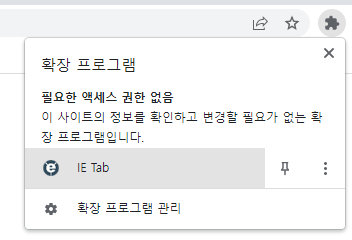 확장 프로그램
필요한 액세스 권한 없음
이 사이트의 정보를 확인하고 변경할 필요가 없는 확
장 프로그램입니다.
IE Tab
확장 프로그램 관리